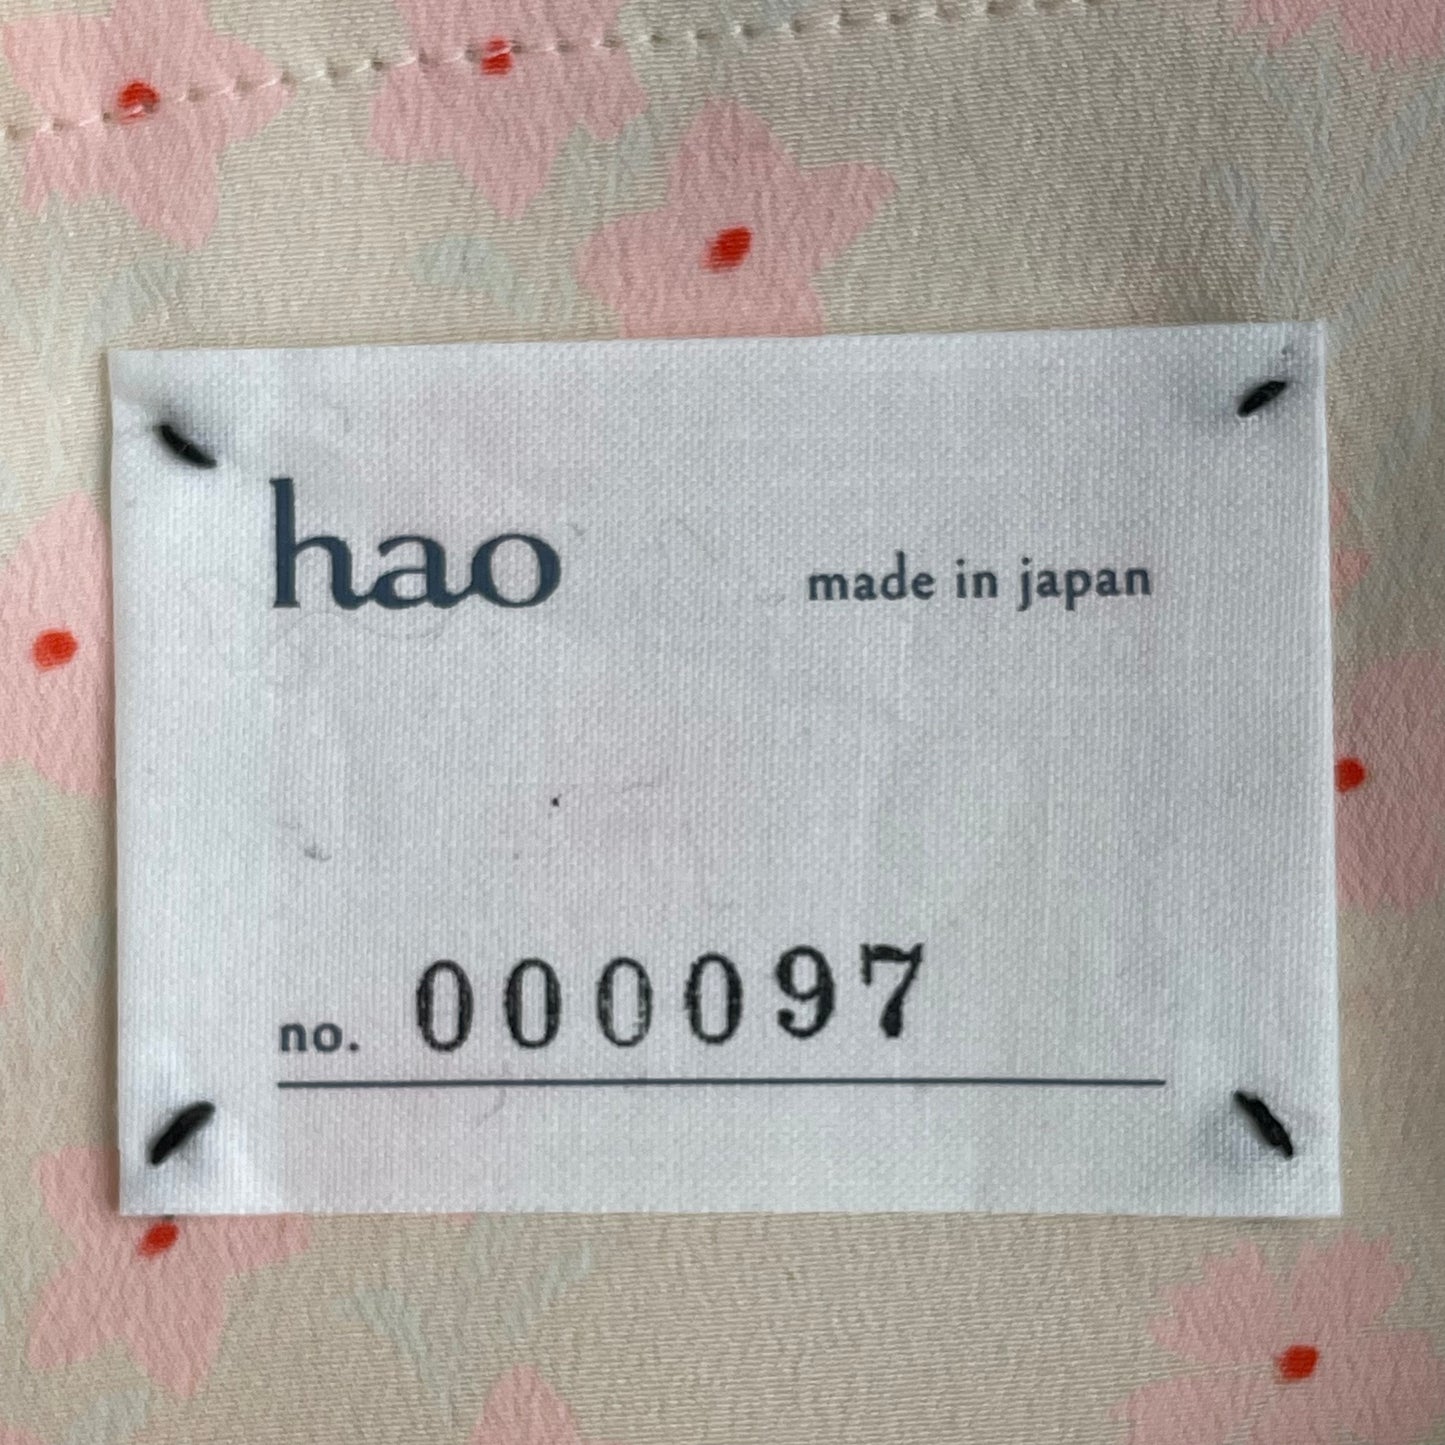 hao
made in japan
no. 000097